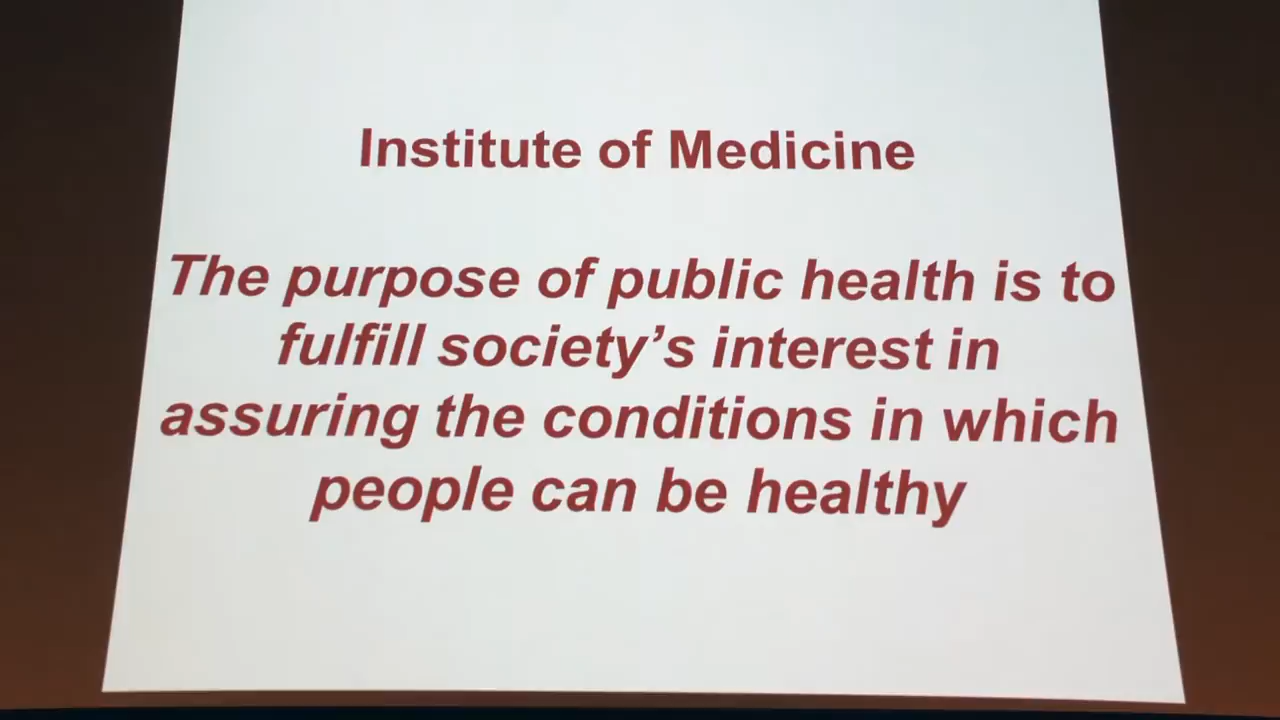 Institute of Medicine
The purpose of public health is to
fulfill society’s interest in
assuring the conditions in which
people can be healthy